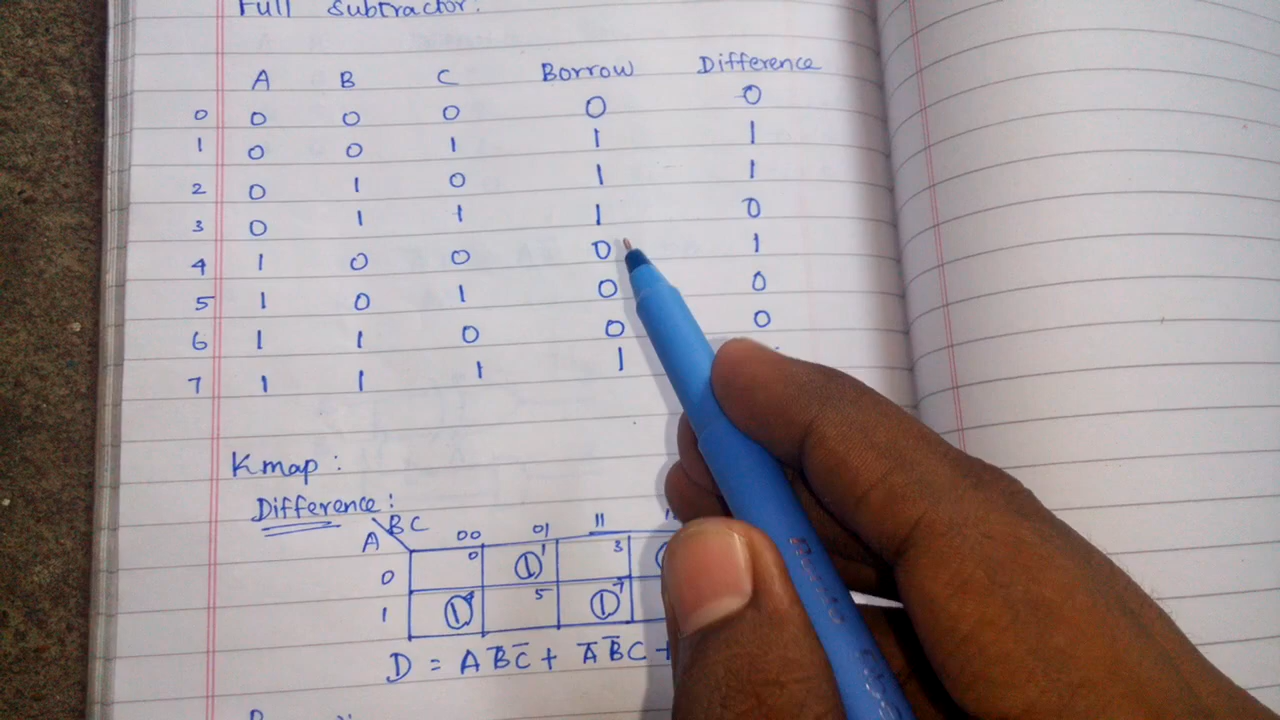 Full Subtractor:
A B C Borrow Difference
0 0 0 0 0 0
1 0 0 1 1 1
2 0 1 0 1 1
3 0 1 1 1 0
4 1 0 0 0 1
5 1 0 1 0 0
6 1 1 0 0 0
7 1 1 1 1
K map :
Difference :
BC
A 00 01 11
0 0 1 1 3
1 1 4 5 1 7
D = A B̅ C̅ + A̅ B̅ C +